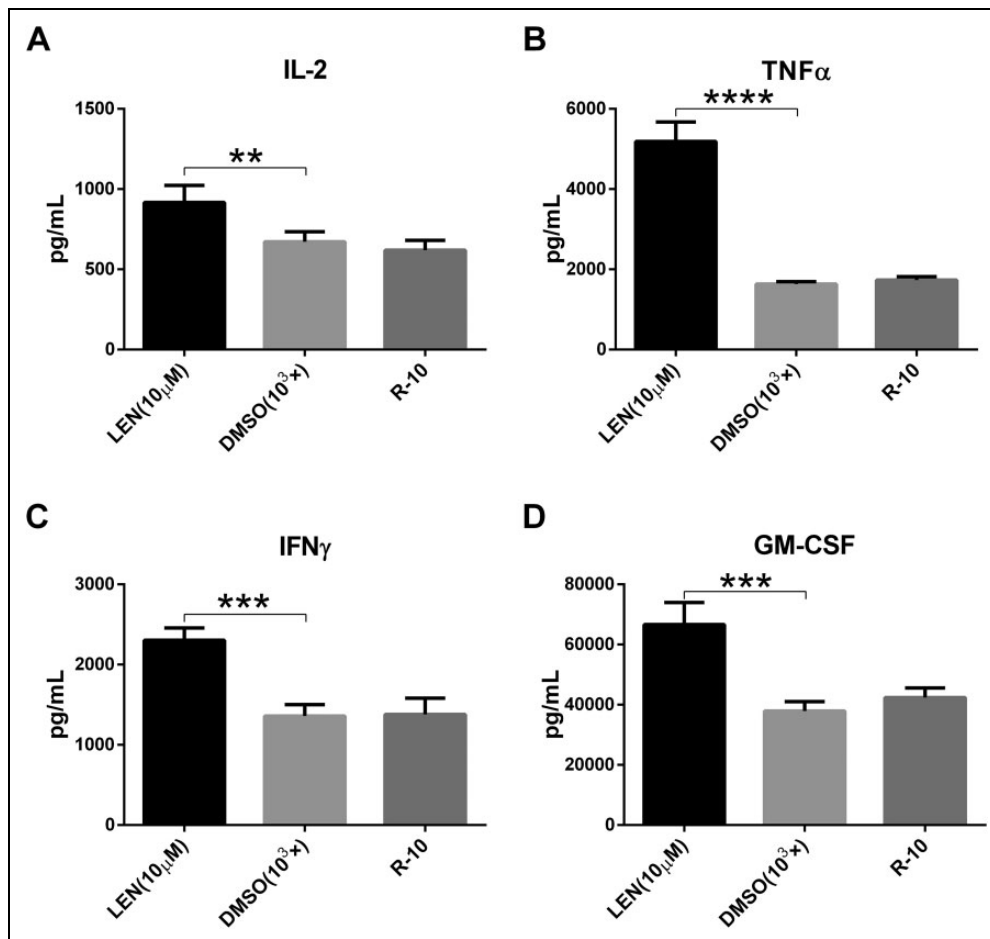 A
IL-2
**
1500
1000
500
0
pg/mL
LEN(10μM)
DMSO(10³+)
R-10
B
TNFα
****
6000
4000
2000
0
pg/mL
LEN(10μM)
DMSO(10³+)
R-10
C
IFNγ
***
3000
2000
1000
0
pg/mL
LEN(10μM)
DMSO(10³+)
R-10
D
GM-CSF
***
80000
60000
40000
20000
0
pg/mL
LEN(10μM)
DMSO(10³+)
R-10